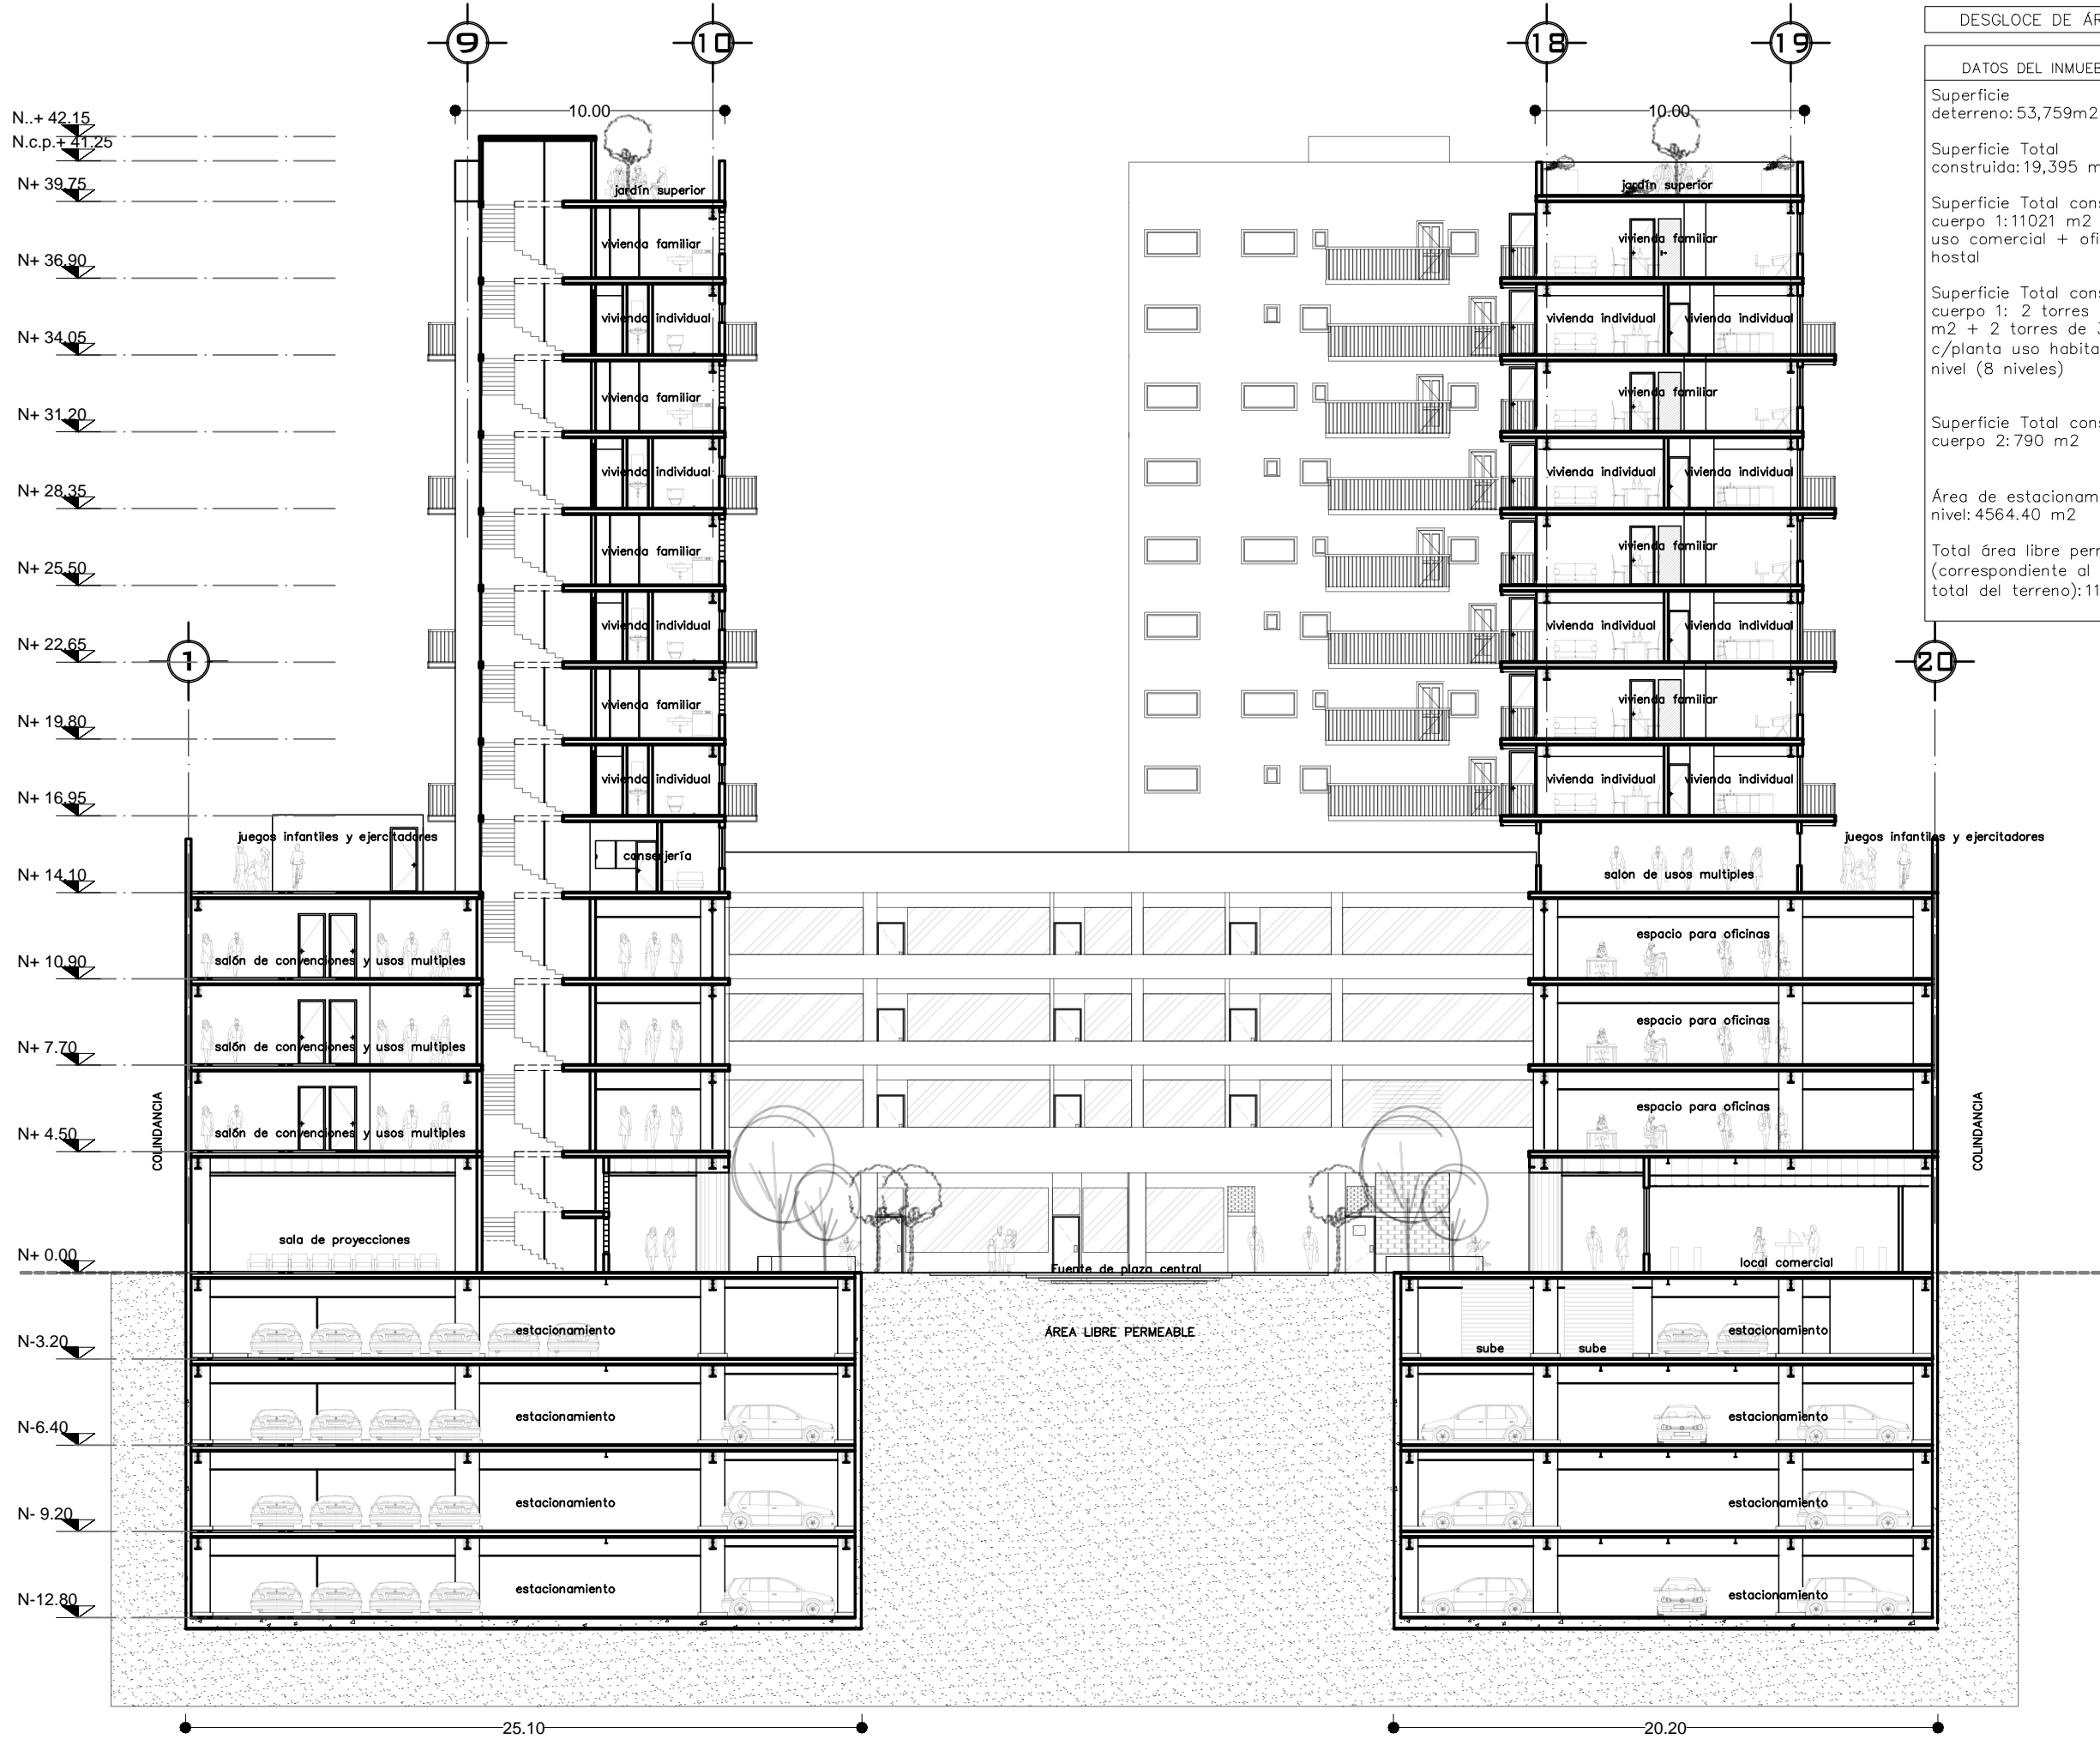 9
10
18
19
DESGLOCE DE ÁR
DATOS DEL INMUEB
Superficie
deterreno: 53,759m2
Superficie Total
construida: 19,395 m
Superficie Total cons
cuerpo 1: 11021 m2
uso comercial + ofi
hostal
Superficie Total cons
cuerpo 1: 2 torres
m2 + 2 torres de 3
c/planta uso habita
nivel (8 niveles)
Superficie Total cons
cuerpo 2: 790 m2
Área de estacionam
nivel: 4564.40 m2
Total área libre perm
(correspondiente al
total del terreno): 11
10.00
10.00
N..+ 42.15
N.c.p.+ 41.25
N+ 39.75
jardín superior
jardín superior
vivienda familiar
vivienda familiar
N+ 36.90
vivienda individual
vivienda individual
vivienda individual
N+ 34.05
vivienda familiar
vivienda familiar
N+ 31.20
vivienda individual
vivienda individual
vivienda individual
N+ 28.35
vivienda familiar
vivienda familiar
N+ 25.50
vivienda individual
vivienda individual
vivienda individual
N+ 22.65
1
20
vivienda familiar
vivienda familiar
N+ 19.80
vivienda individual
vivienda individual
vivienda individual
N+ 16.95
juegos infantiles y ejercitadores
juegos infantiles y ejercitadores
conserjería
salon de usos multiples
N+ 14.10
salón de convenciones y usos multiples
espacio para oficinas
N+ 10.90
salón de convenciones y usos multiples
espacio para oficinas
N+ 7.70
salón de convenciones y usos multiples
espacio para oficinas
N+ 4.50
COLINDANCIA
COLINDANCIA
sala de proyecciones
N+ 0.00
Fuente de plaza central
local comercial
ÁREA LIBRE PERMEABLE
estacionamiento
estacionamiento
sube
sube
N-3.20
estacionamiento
estacionamiento
N-6.40
estacionamiento
estacionamiento
N- 9.20
estacionamiento
estacionamiento
N-12.80
25.10
20.20